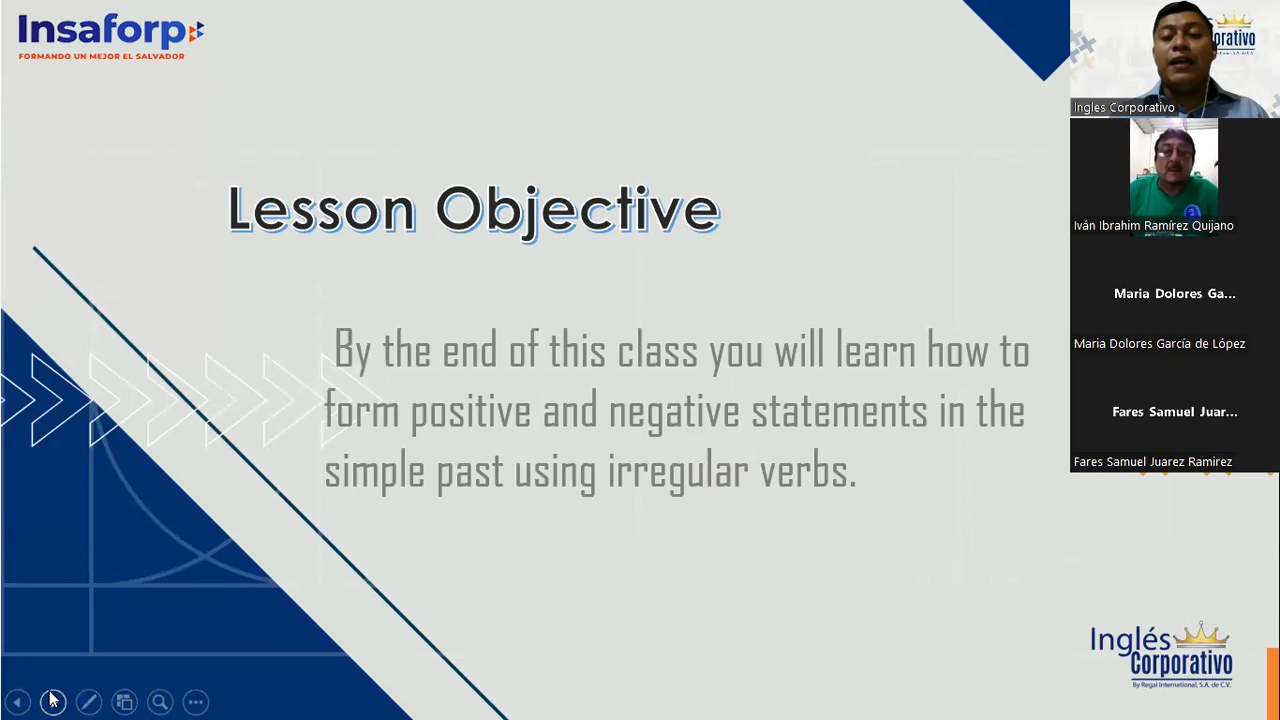 Insaforp
FORMANDO UN MEJOR EL SALVADOR
Lesson Objective
By the end of this class you will learn how to
form positive and negative statements in the
simple past using irregular verbs.
orativo
Ingles Corporativo
Iván Ibrahim Ramírez Quijano
Maria Dolores Ga...
Maria Dolores García de López
Fares Samuel Juar...
Fares Samuel Juarez Ramirez
Inglés
Corporativo
By Regal International, S.A. de C.V.